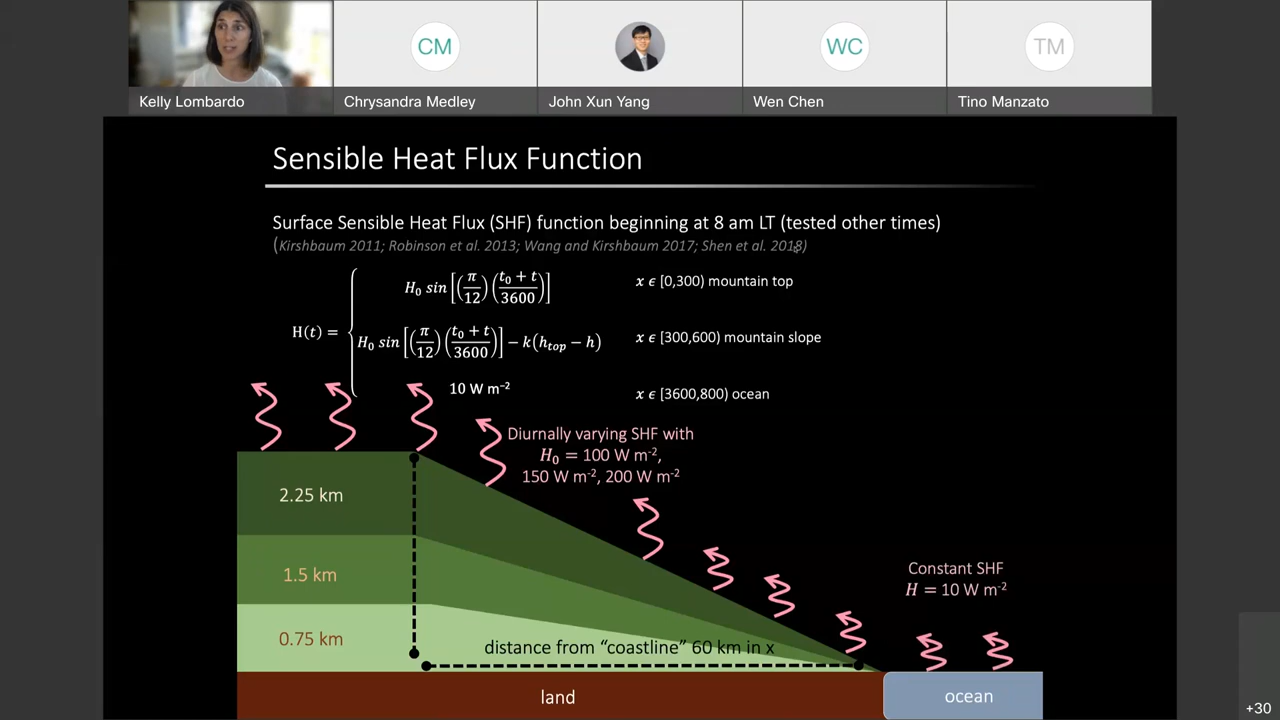 Kelly Lombardo
CM
Chrysandra Medley
John Xun Yang
WC
Wen Chen
TM
Tino Manzato
Sensible Heat Flux Function
Surface Sensible Heat Flux (SHF) function beginning at 8 am LT (tested other times)
(Kirshbaum 2011; Robinson et al. 2013; Wang and Kirshbaum 2017; Shen et al. 2018)
H(t) =
H₀ sin[(π/12)((t₀ + t)/3600)] x ϵ [0,300) mountain top
H₀ sin[(π/12)((t₀ + t)/3600)] − k(h_top − h) x ϵ [300,600) mountain slope
10 W m⁻² x ϵ [3600,800) ocean
Diurnally varying SHF with
H₀ = 100 W m⁻²,
150 W m⁻², 200 W m⁻²
2.25 km
1.5 km
0.75 km
Constant SHF
H = 10 W m⁻²
distance from “coastline” 60 km in x
land
ocean
+30